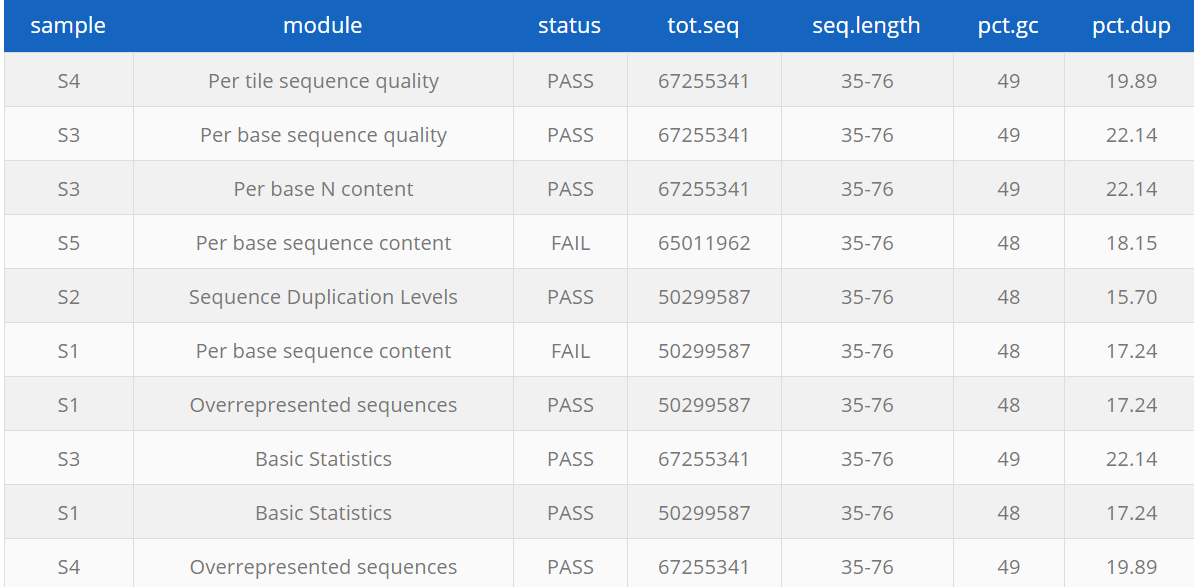 sample module status tot.seq seq.length pct.gc pct.dup
S4 Per tile sequence quality PASS 67255341 35-76 49 19.89
S3 Per base sequence quality PASS 67255341 35-76 49 22.14
S3 Per base N content PASS 67255341 35-76 49 22.14
S5 Per base sequence content FAIL 65011962 35-76 48 18.15
S2 Sequence Duplication Levels PASS 50299587 35-76 48 15.70
S1 Per base sequence content FAIL 50299587 35-76 48 17.24
S1 Overrepresented sequences PASS 50299587 35-76 48 17.24
S3 Basic Statistics PASS 67255341 35-76 49 22.14
S1 Basic Statistics PASS 50299587 35-76 48 17.24
S4 Overrepresented sequences PASS 67255341 35-76 49 19.89